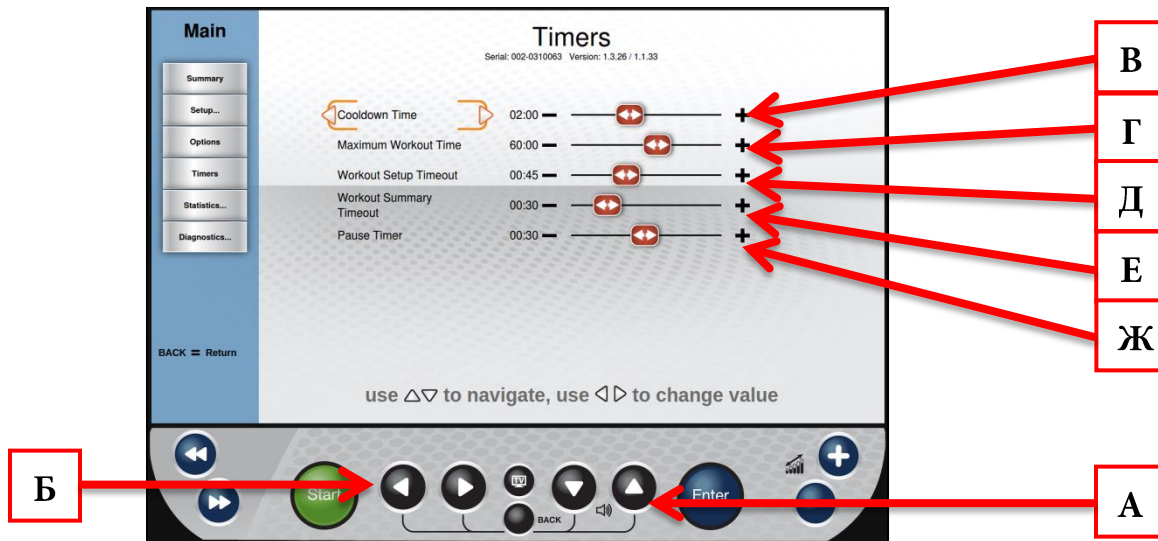 Main
Timers
Serial: 002-0310063 Version: 1.3.26 / 1.1.33
Summary
Setup...
Options
Timers
Statistics...
Diagnostics...
BACK = Return
Cooldown Time 02:00 − +
Maximum Workout Time 60:00 − +
Workout Setup Timeout 00:45 − +
Workout Summary
Timeout 00:30 − +
Pause Timer 00:30 − +
use △▽ to navigate, use ◁ ▷ to change value
В
Г
Д
Е
Ж
Б
А
Start
TV
BACK
Enter
+